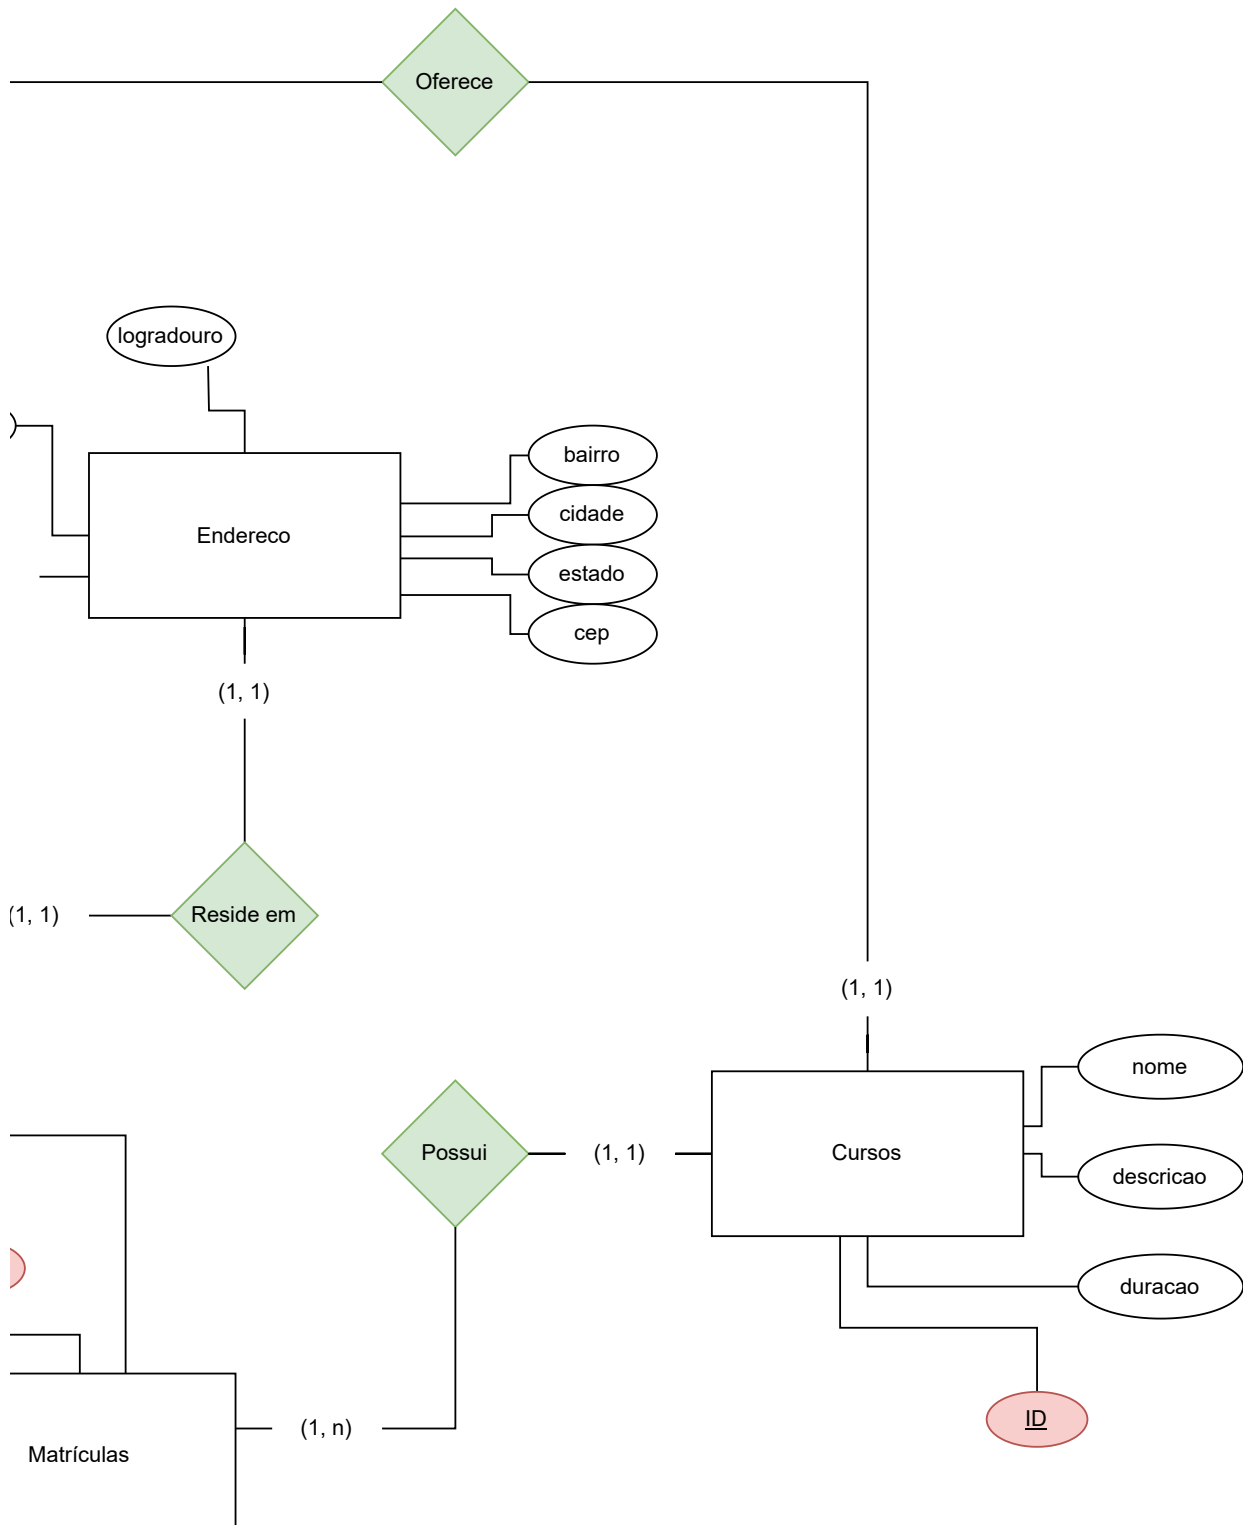 Oferece
logradouro
bairro
cidade
Endereco
estado
cep
(1, 1)
(1, 1)
Reside em
(1, 1)
nome
Possui
(1, 1)
Cursos
descricao
duracao
ID
(1, n)
Matrículas